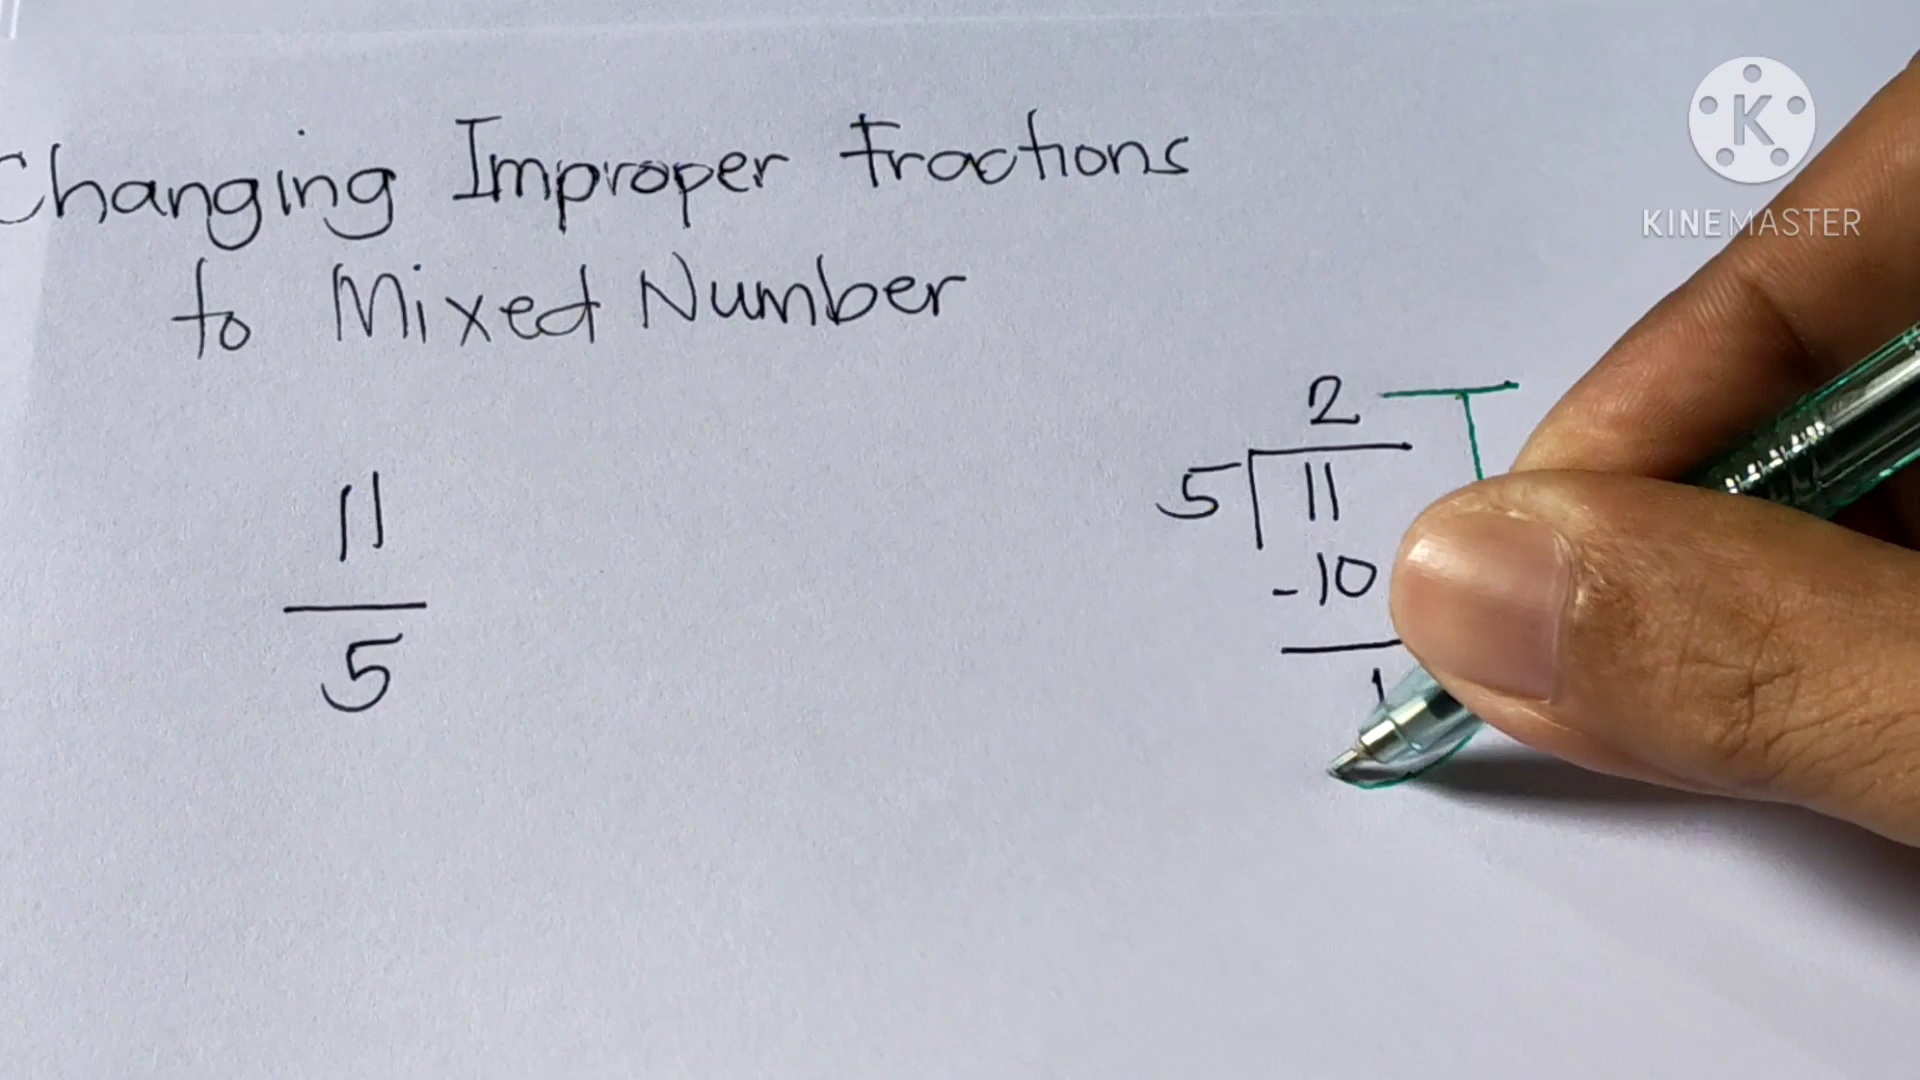 Changing Improper Fractions
to Mixed Number
11
5
2
5 11
-10
1
KINEMASTER